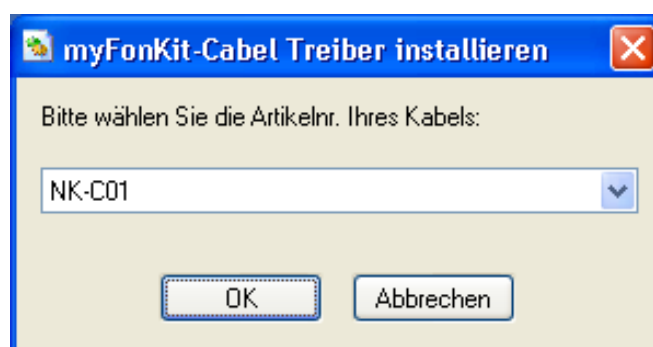 myFonKit-Cabel Treiber installieren
Bitte wählen Sie die Artikelnr. Ihres Kabels:
NK-C01
OK Abbrechen